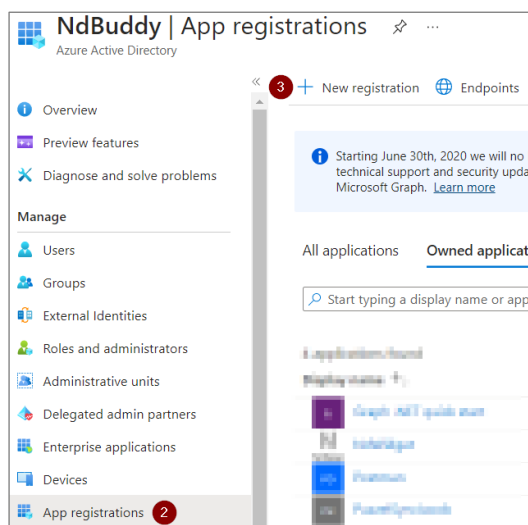 NdBuddy | App registrations
Azure Active Directory
Overview
Preview features
Diagnose and solve problems
Manage
Users
Groups
External Identities
Roles and administrators
Administrative units
Delegated admin partners
Enterprise applications
Devices
App registrations 2
3 New registration Endpoints
Starting June 30th, 2020 we will no
technical support and security upda
Microsoft Graph. Learn more
All applications Owned applicat
Start typing a display name or app